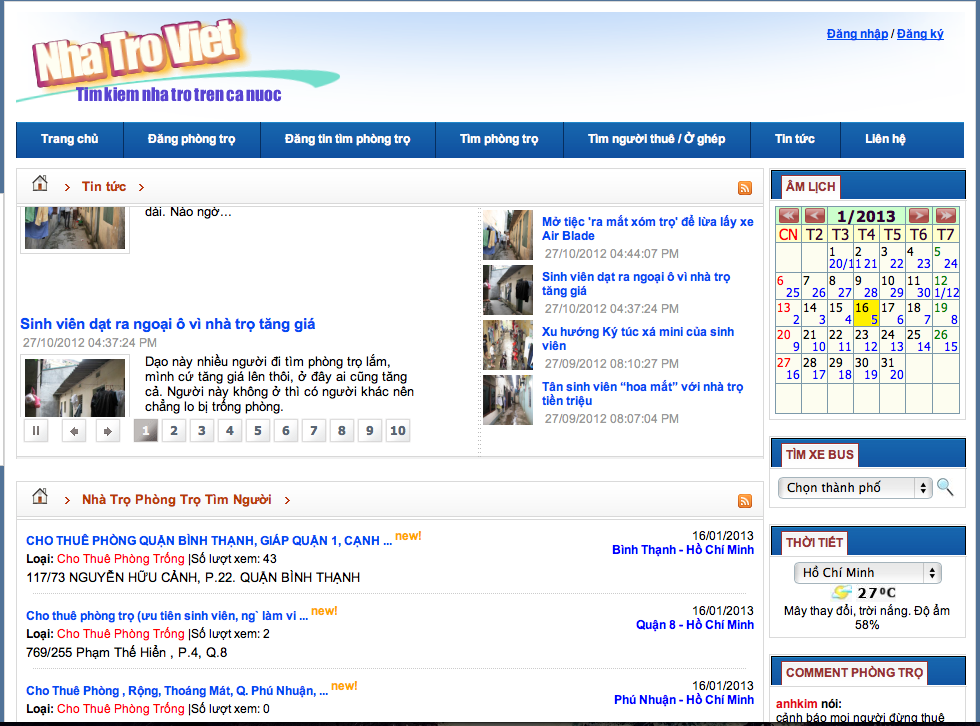 Nha Tro Viet
Tim kiem nha tro tren ca nuoc
Đăng nhập / Đăng ký
Trang chủ
Đăng phòng trọ
Đăng tin tìm phòng trọ
Tìm phòng trọ
Tìm người thuê / Ở ghép
Tin tức
Liên hệ
Tin tức
dài. Nào ngờ...
Sinh viên dạt ra ngoại ô vì nhà trọ tăng giá
27/10/2012 04:37:24 PM
Dạo này nhiều người đi tìm phòng trọ lắm,
mình cứ tăng giá lên thôi, ở đây ai cũng tăng
cả. Người này không ở thì có người khác nên
chẳng lo bị trống phòng.
1 2 3 4 5 6 7 8 9 10
Mở tiệc 'ra mắt xóm trọ' để lừa lấy xe
Air Blade
27/10/2012 04:44:07 PM
Sinh viên dạt ra ngoại ô vì nhà trọ
tăng giá
27/10/2012 04:37:24 PM
Xu hướng Ký túc xá mini của sinh
viên
27/09/2012 08:10:27 PM
Tân sinh viên “hoa mắt” với nhà trọ
tiền triệu
27/09/2012 08:07:04 PM
Nhà Trọ Phòng Trọ Tìm Người
CHO THUÊ PHÒNG QUẬN BÌNH THẠNH, GIÁP QUẬN 1, CẠNH ... new!
16/01/2013
Loại: Cho Thuê Phòng Trống |Số lượt xem: 43
Bình Thạnh - Hồ Chí Minh
117/73 NGUYỄN HỮU CẢNH, P.22. QUẬN BÌNH THẠNH
Cho thuê phòng trọ (ưu tiên sinh viên, ng` làm vi ... new!
16/01/2013
Loại: Cho Thuê Phòng Trống |Số lượt xem: 2
Quận 8 - Hồ Chí Minh
769/255 Phạm Thế Hiển , P.4, Q.8
Cho Thuê Phòng , Rộng, Thoáng Mát, Q. Phú Nhuận, ... new!
16/01/2013
Loại: Cho Thuê Phòng Trống |Số lượt xem: 0
Phú Nhuận - Hồ Chí Minh
ÂM LỊCH
1/2013
CN T2 T3 T4 T5 T6 T7
1 2 3 4 5
20/11 21 22 23 24
6 7 8 9 10 11 12
25 26 27 28 29 30 1/12
13 14 15 16 17 18 19
2 3 4 5 6 7 8
20 21 22 23 24 25 26
9 10 11 12 13 14 15
27 28 29 30 31
16 17 18 19 20
TÌM XE BUS
Chọn thành phố
THỜI TIẾT
Hồ Chí Minh
27°C
Mây thay đổi, trời nắng. Độ ẩm
58%
COMMENT PHÒNG TRỌ
anhkim nói:
cảnh báo mọi người đừng thuê